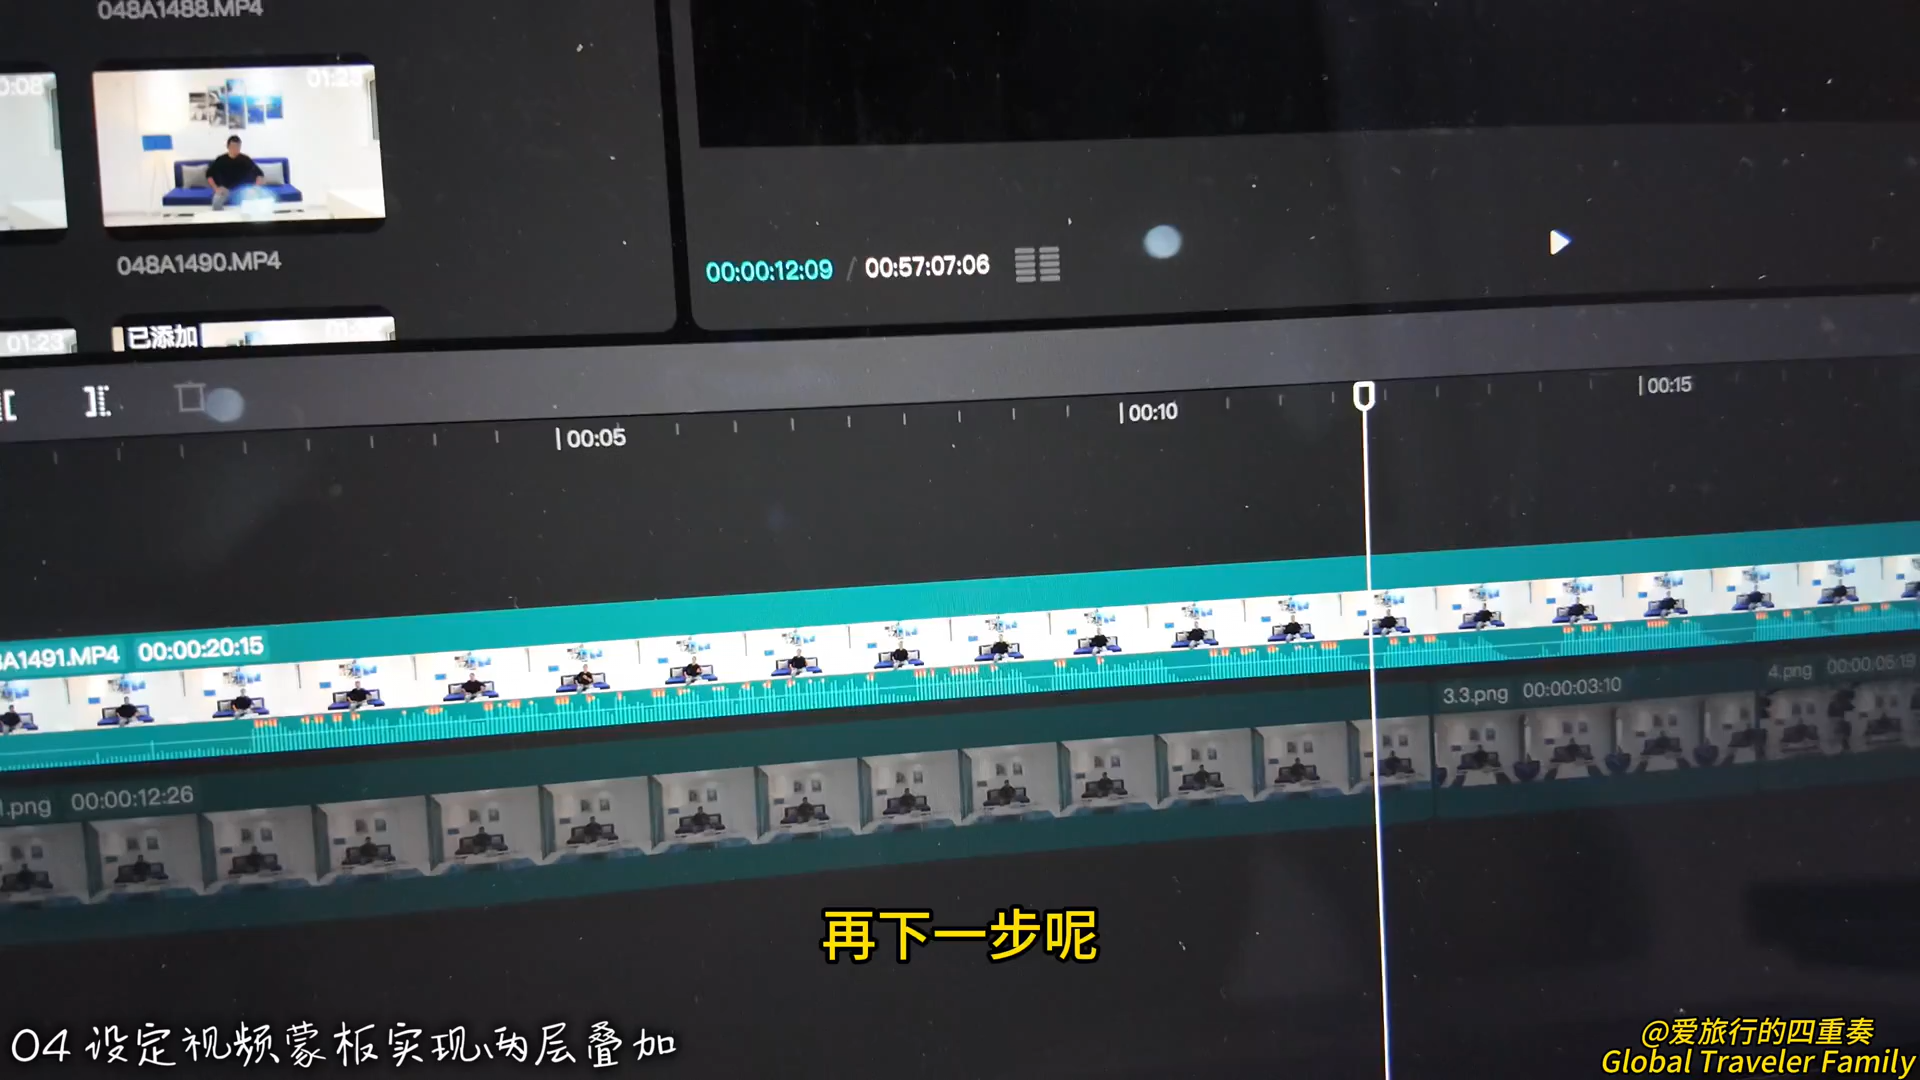 048A1488.MP4
01:23
048A1490.MP4
01:23
已添加
00:00:12:09 / 00:57:07:06
00:05
00:10
00:15
A1491.MP4 00:00:20:15
3.3.png 00:00:03:10
4.png 00:00:05:19
.png 00:00:12:26
再下一步呢
04 设定视频蒙板实现两层叠加
@爱旅行的四重奏
Global Traveler Family